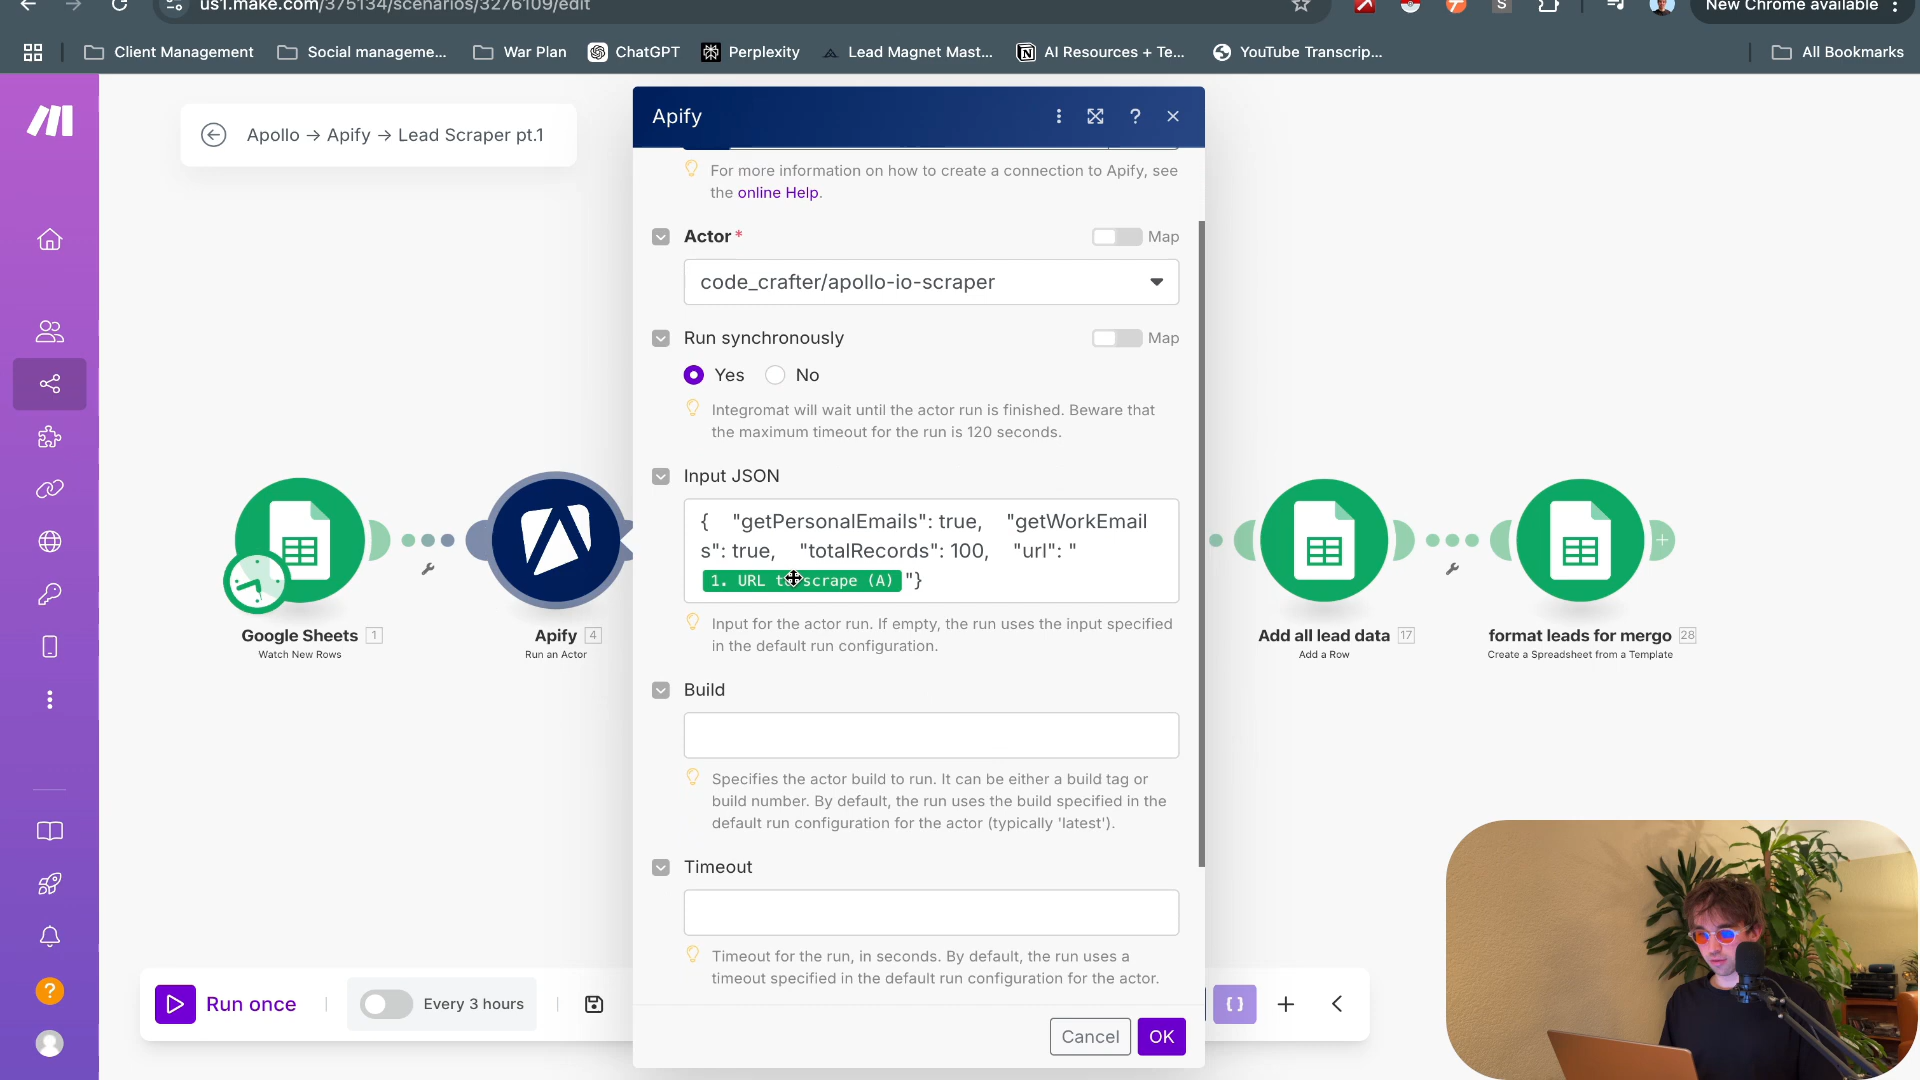 us1.make.com/375134/scenarios/3276109/edit
New Chrome available
Client Management
Social manageme...
War Plan
ChatGPT
Perplexity
Lead Magnet Mast...
AI Resources + Te...
YouTube Transcrip...
All Bookmarks
Apollo → Apify → Lead Scraper pt.1
Apify
For more information on how to create a connection to Apify, see
the online Help.
Actor *
Map
code_crafter/apollo-io-scraper
Run synchronously
Map
Yes
No
Integromat will wait until the actor run is finished. Beware that
the maximum timeout for the run is 120 seconds.
Input JSON
{ "getPersonalEmails": true, "getWorkEmail
s": true, "totalRecords": 100, "url": "
1. URL to scrape (A) "}
Input for the actor run. If empty, the run uses the input specified
in the default run configuration.
Build
Specifies the actor build to run. It can be either a build tag or
build number. By default, the run uses the build specified in the
default run configuration for the actor (typically 'latest').
Timeout
Timeout for the run, in seconds. By default, the run uses a
timeout specified in the default run configuration for the actor.
Cancel
OK
Google Sheets 1
Watch New Rows
Apify 4
Run an Actor
Add all lead data 17
Add a Row
format leads for mergo 28
Create a Spreadsheet from a Template
Run once
Every 3 hours